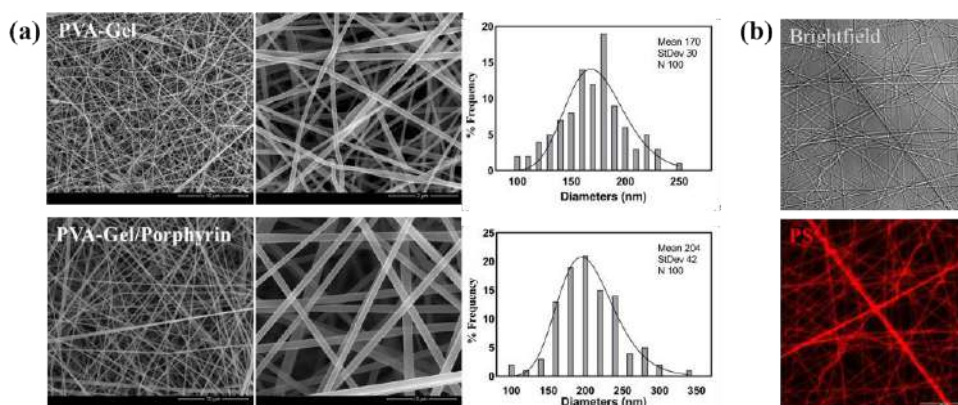 (a)
PVA-Gel
20
15
10
5
0
% Frequency
Mean 170
StDev 30
N 100
100 150 200 250
Diameters (nm)
(b)
Brightfield
PVA-Gel/Porphyrin
25
20
15
10
5
0
% Frequency
Mean 204
StDev 42
N 100
100 150 200 250 300 350
Diameters (nm)
PS